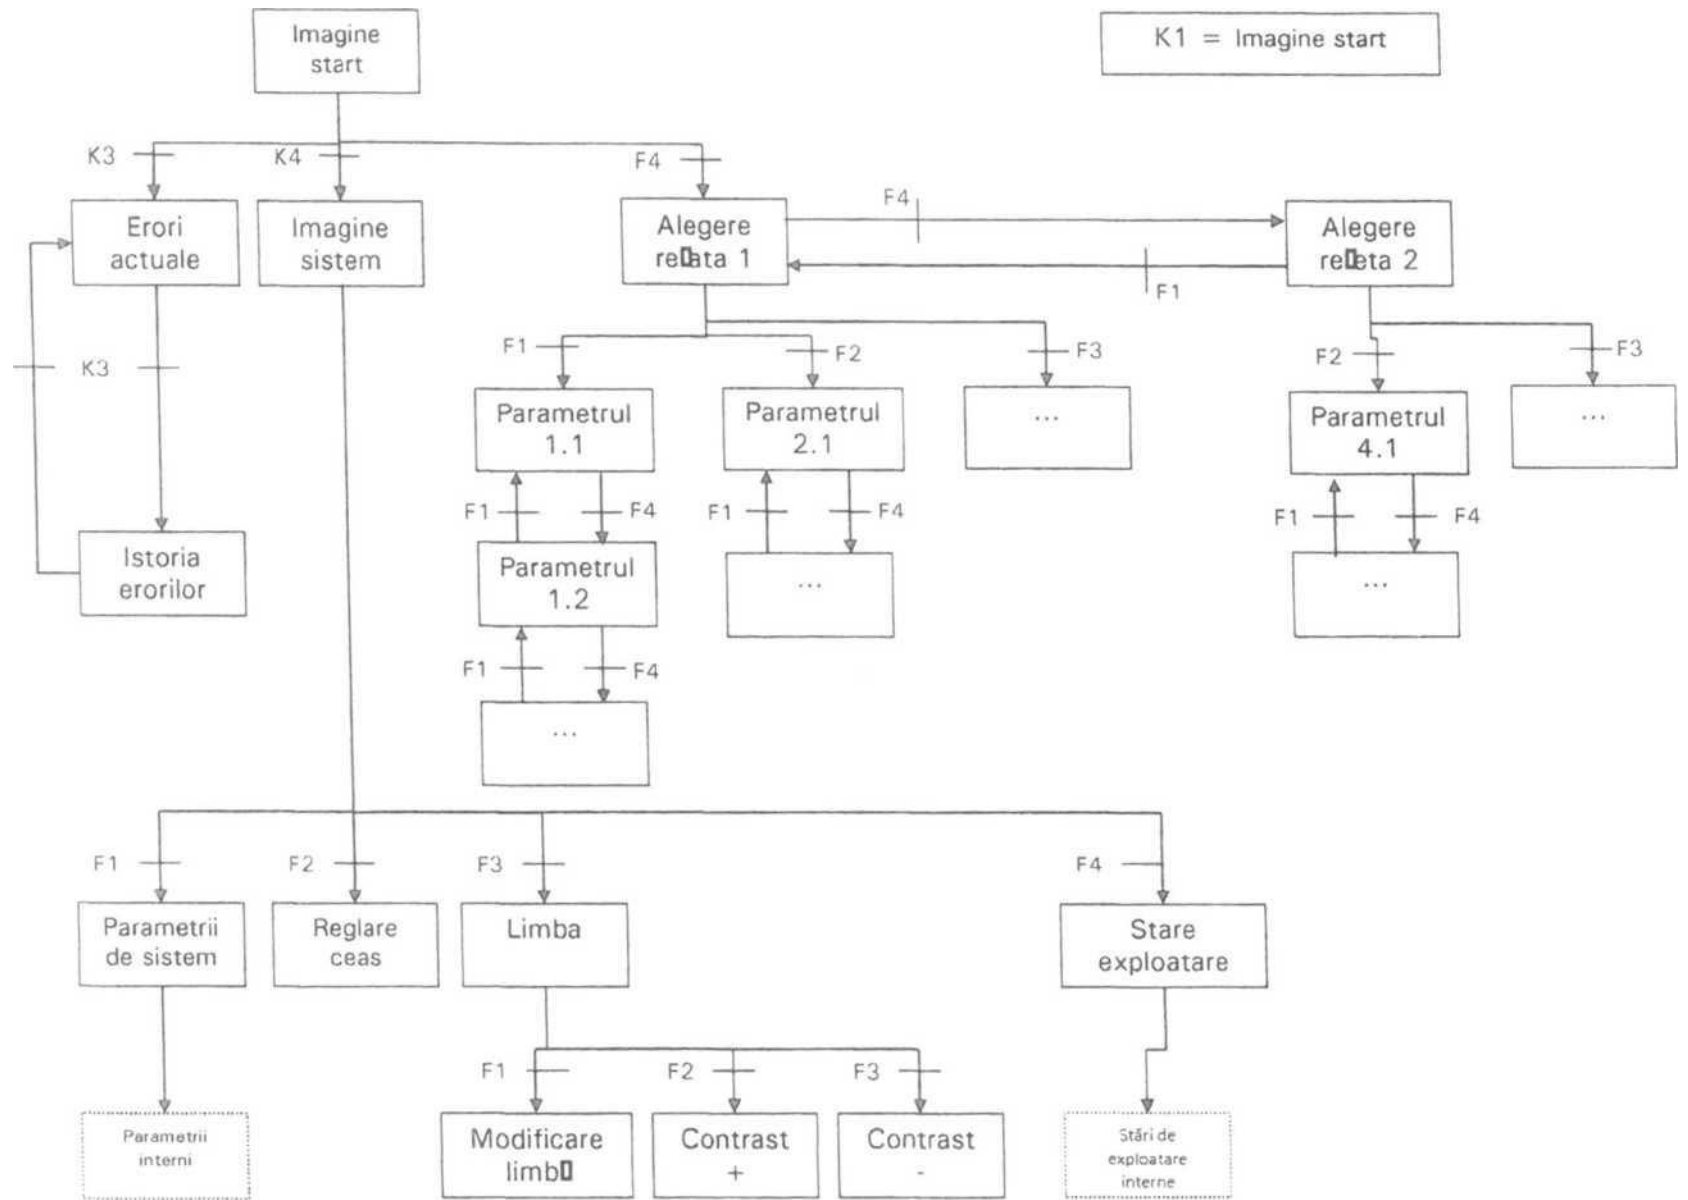 Imagine
start
K1 = Imagine start
K3
K4
F4
Erori
actuale
Imagine
sistem
Alegere
re▯ata 1
F4
F1
Alegere
re▯eta 2
K3
F1
F2
F3
F2
F3
Parametrul
1.1
Parametrul
2.1
...
Parametrul
4.1
...
F1
F4
F1
F4
F1
F4
Istoria
erorilor
Parametrul
1.2
...
...
F1
F4
...
F1
F2
F3
F4
Parametrii
de sistem
Reglare
ceas
Limba
Stare
exploatare
F1
F2
F3
Parametrii
interni
Modificare
limb▯
Contrast
+
Contrast
-
Stări de
exploatare
interne